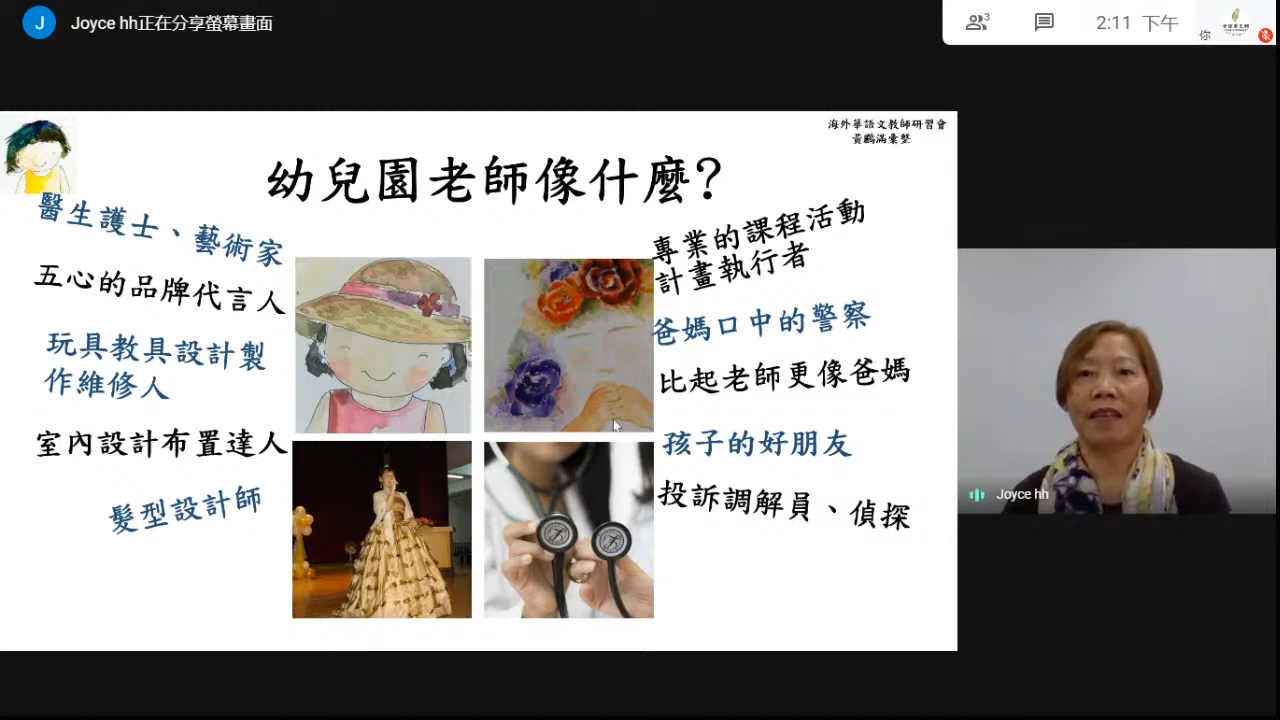 J
Joyce hh正在分享螢幕畫面
3
2:11 下午
你
海外華語文教師研習會
黃鸝滿彙整
幼兒園老師像什麼?
醫生護士、藝術家
五心的品牌代言人
玩具教具設計製
作維修人
室內設計布置達人
髮型設計師
專業的課程活動
計畫執行者
爸媽口中的警察
比起老師更像爸媽
孩子的好朋友
投訴調解員、偵探
Joyce hh